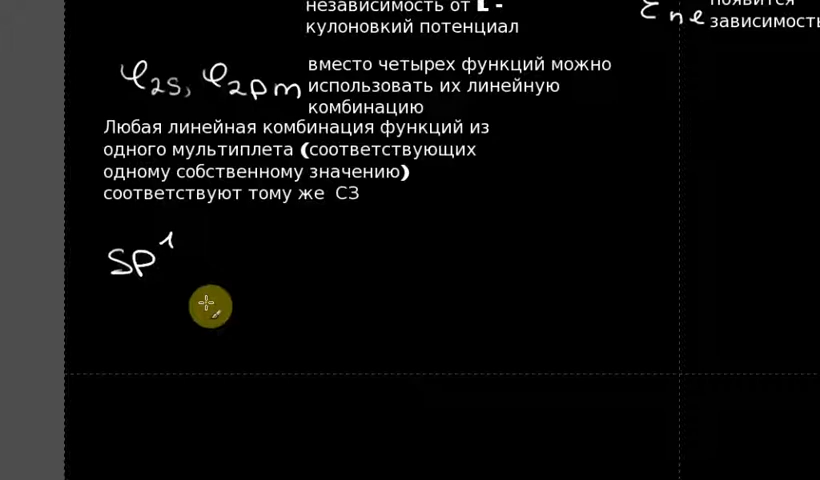 независимость от L -
кулоновкий потенциал
появится
ε n e зависимость
φ2s, φ2pm
вместо четырех функций можно
использовать их линейную
комбинацию
Любая линейная комбинация функций из
одного мультиплета (соответствующих
одному собственному значению)
соответствуют тому же СЗ
SP¹